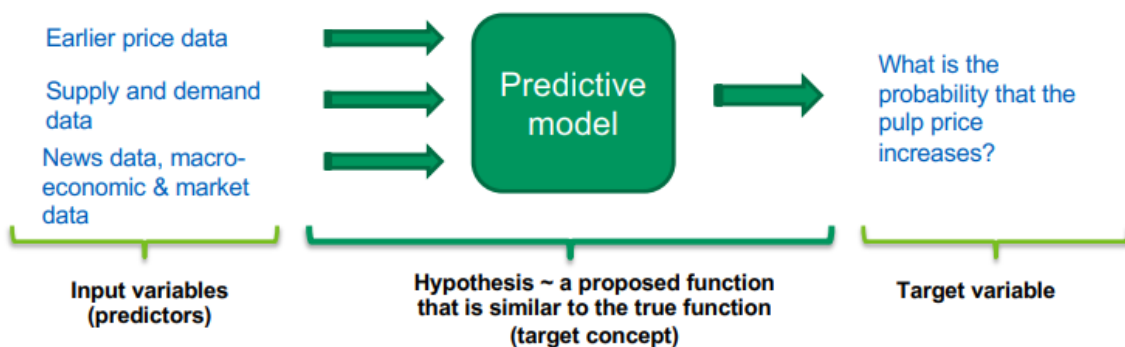 Earlier price data
Supply and demand
data
News data, macro-
economic & market
data
Predictive
model
What is the
probability that the
pulp price
increases?
Input variables
(predictors)
Hypothesis ~ a proposed function
that is similar to the true function
(target concept)
Target variable